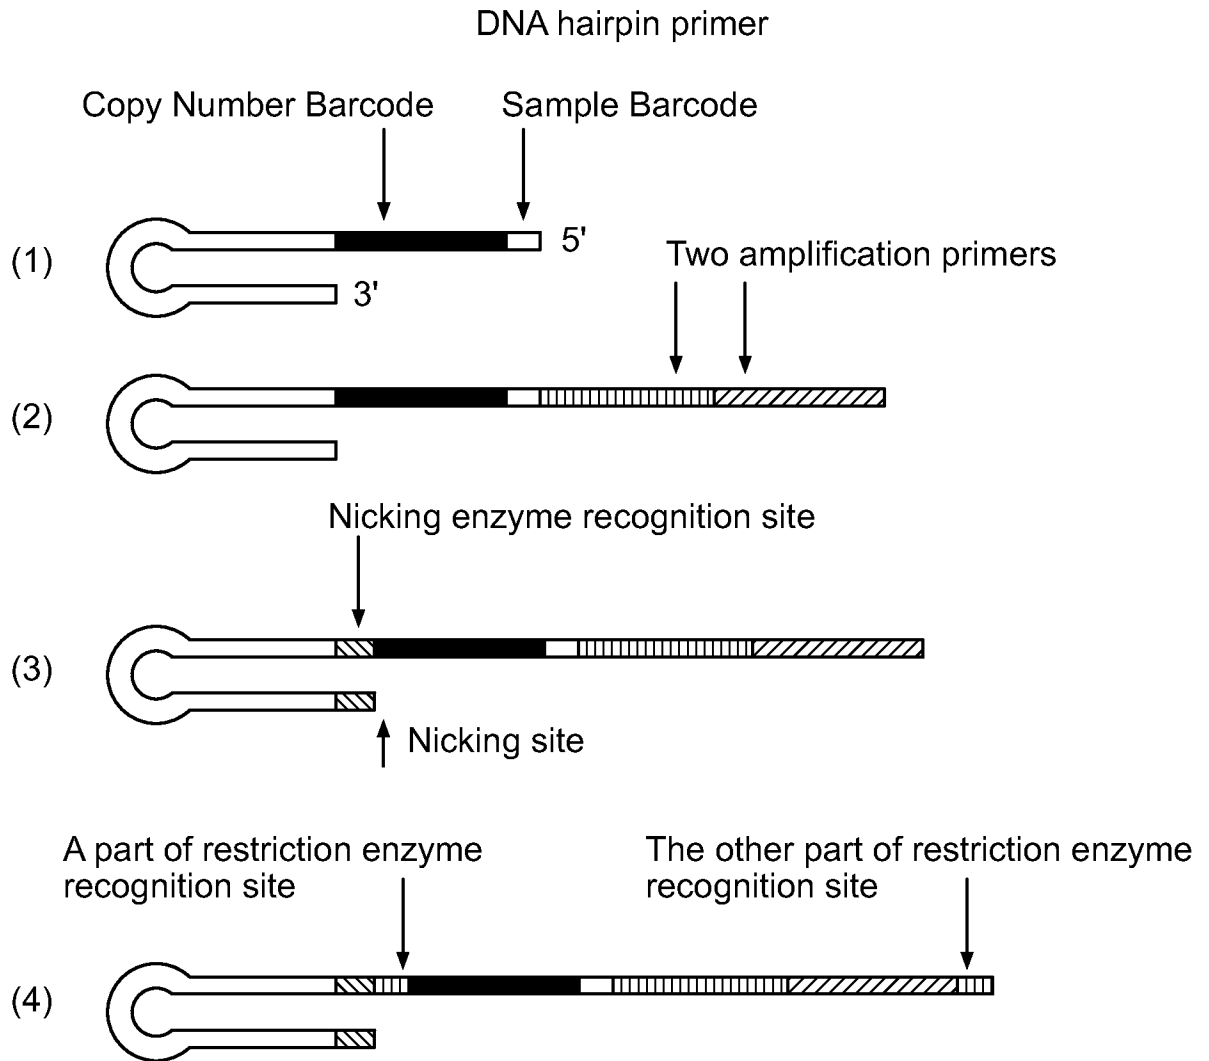 DNA hairpin primer
Copy Number Barcode
Sample Barcode
(1)
5'
3'
Two amplification primers
(2)
Nicking enzyme recognition site
(3)
Nicking site
A part of restriction enzyme
recognition site
The other part of restriction enzyme
recognition site
(4)